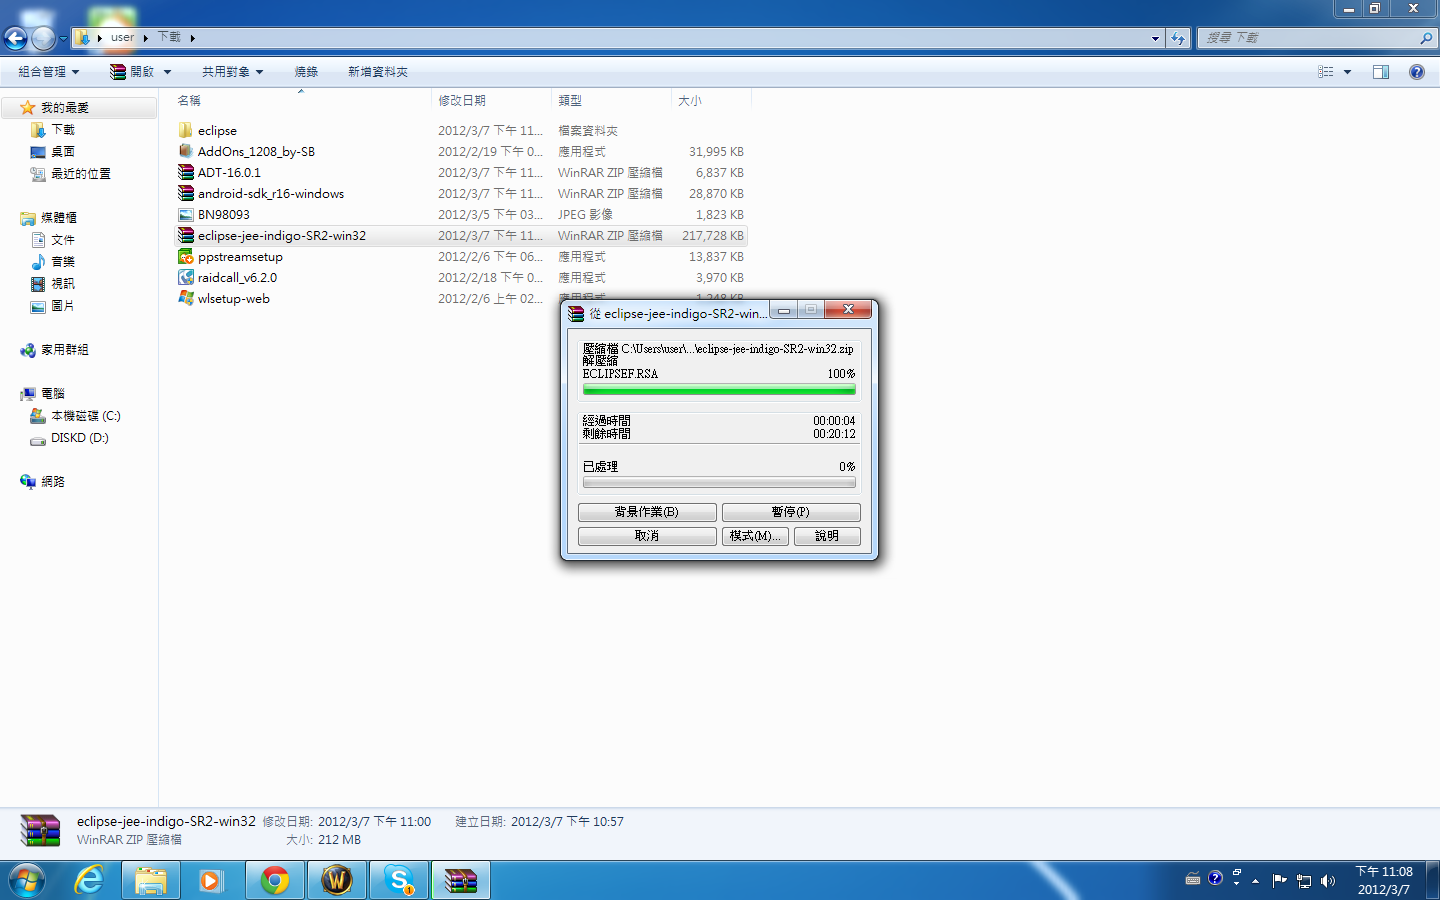 user
下載
搜尋 下載
組合管理
開啟
共用對象
燒錄
新增資料夾
我的最愛
下載
桌面
最近的位置
媒體櫃
文件
音樂
視訊
圖片
家用群組
電腦
本機磁碟 (C:)
DISKD (D:)
網路
名稱 修改日期 類型 大小
eclipse 2012/3/7 下午 11... 檔案資料夾
AddOns_1208_by-SB 2012/2/19 下午 0... 應用程式 31,995 KB
ADT-16.0.1 2012/3/7 下午 11... WinRAR ZIP 壓縮檔 6,837 KB
android-sdk_r16-windows 2012/3/7 下午 11... WinRAR ZIP 壓縮檔 28,870 KB
BN98093 2012/3/5 下午 03... JPEG 影像 1,823 KB
eclipse-jee-indigo-SR2-win32 2012/3/7 下午 11... WinRAR ZIP 壓縮檔 217,728 KB
ppstreamsetup 2012/2/6 下午 06... 應用程式 13,837 KB
raidcall_v6.2.0 2012/2/18 下午 0... 應用程式 3,970 KB
wlsetup-web 2012/2/6 上午 02... 應用程式 1,248 KB
從 eclipse-jee-indigo-SR2-win...
壓縮檔 C:\Users\user\...\eclipse-jee-indigo-SR2-win32.zip
解壓縮
ECLIPSEF.RSA 100%
經過時間 00:00:04
剩餘時間 00:20:12
已處理 0%
背景作業(B) 暫停(P)
取消 模式(M)... 說明
eclipse-jee-indigo-SR2-win32 修改日期: 2012/3/7 下午 11:00 建立日期: 2012/3/7 下午 10:57
WinRAR ZIP 壓縮檔 大小: 212 MB
下午 11:08
2012/3/7